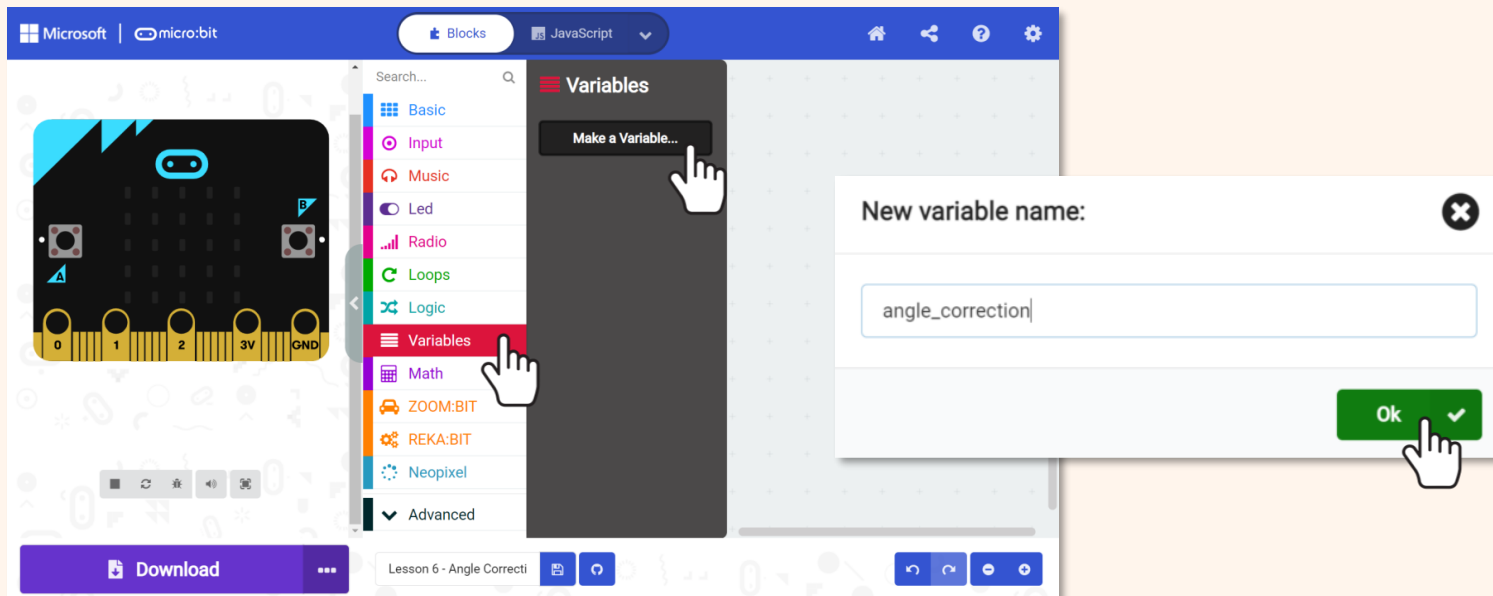 Microsoft | micro:bit
Blocks
JavaScript
JS
Search...
Basic
Input
Music
Led
Radio
Loops
Logic
Variables
Math
ZOOM:BIT
REKA:BIT
Neopixel
Advanced
Variables
Make a Variable...
B
A
0 1 2 3V GND
New variable name:
angle_correction
Ok
Download
Lesson 6 - Angle Correcti